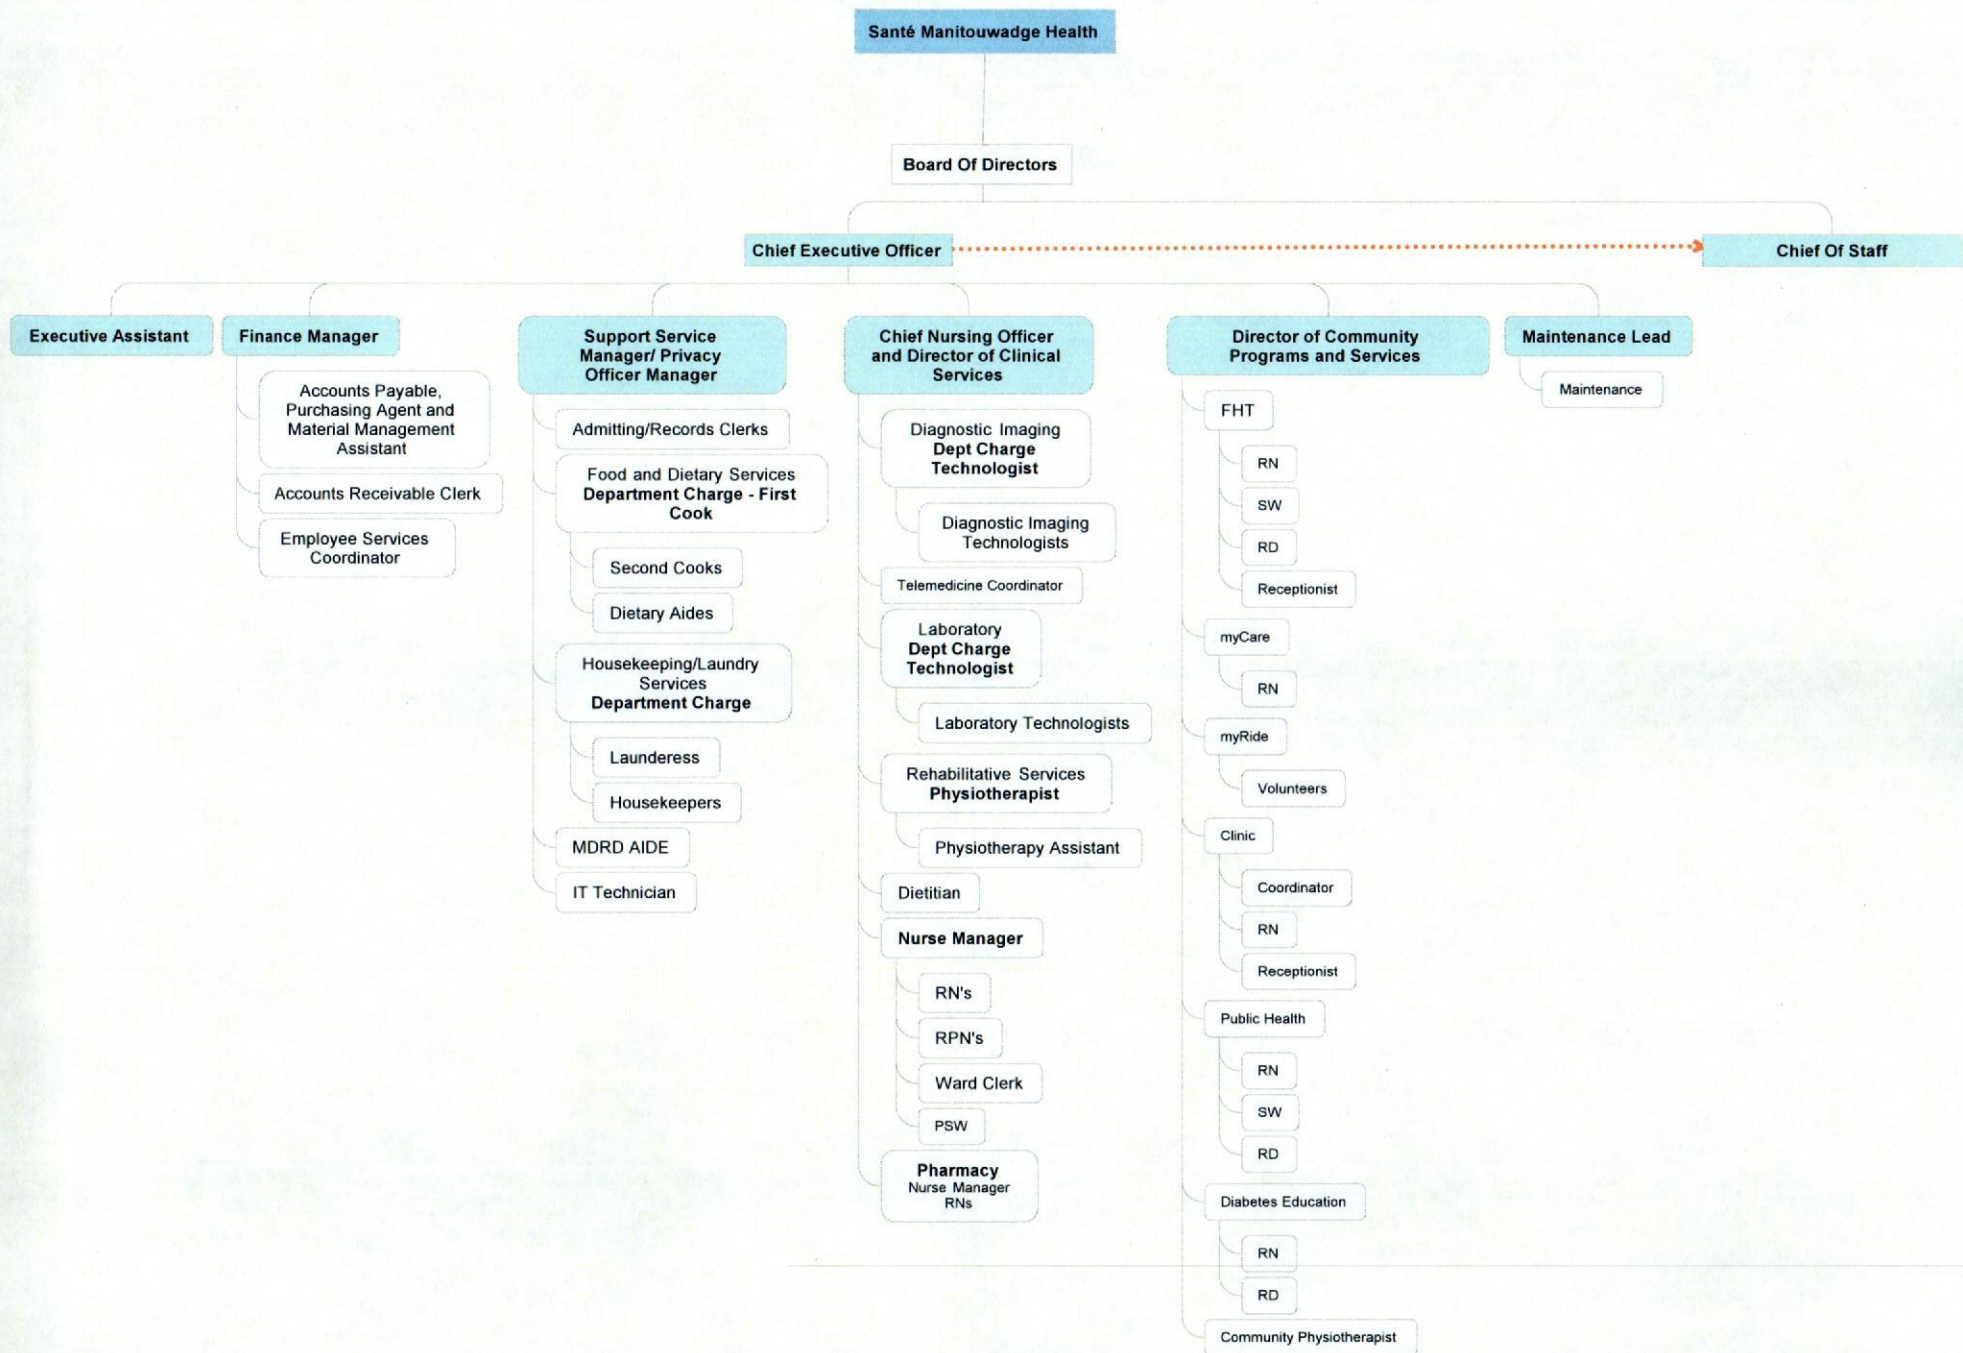 Santé Manitouwadge Health
Board Of Directors
Chief Executive Officer
Chief Of Staff
Executive Assistant
Finance Manager
Accounts Payable,
Purchasing Agent and
Material Management
Assistant
Accounts Receivable Clerk
Employee Services
Coordinator
Support Service
Manager/ Privacy
Officer Manager
Admitting/Records Clerks
Food and Dietary Services
Department Charge - First
Cook
Second Cooks
Dietary Aides
Housekeeping/Laundry
Services
Department Charge
Launderess
Housekeepers
MDRD AIDE
IT Technician
Chief Nursing Officer
and Director of Clinical
Services
Diagnostic Imaging
Dept Charge
Technologist
Diagnostic Imaging
Technologists
Telemedicine Coordinator
Laboratory
Dept Charge
Technologist
Laboratory Technologists
Rehabilitative Services
Physiotherapist
Physiotherapy Assistant
Dietitian
Nurse Manager
RN's
RPN's
Ward Clerk
PSW
Pharmacy
Nurse Manager
RNs
Director of Community
Programs and Services
FHT
RN
SW
RD
Receptionist
myCare
RN
myRide
Volunteers
Clinic
Coordinator
RN
Receptionist
Public Health
RN
SW
RD
Diabetes Education
RN
RD
Community Physiotherapist
Maintenance Lead
Maintenance